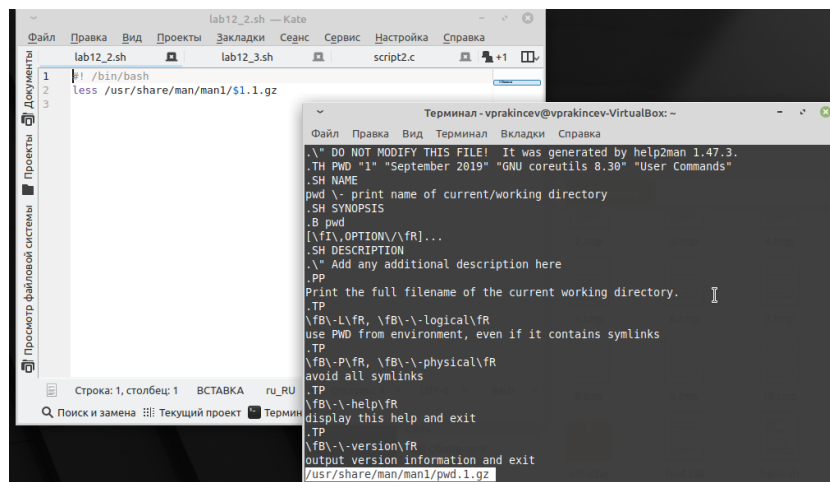 lab12_2.sh — Kate
Файл Правка Вид Проекты Закладки Сеанс Сервис Настройка Справка
lab12_2.sh lab12_3.sh script2.c +1
Документы
Проекты
Просмотр файловой системы
1 #! /bin/bash
2 less /usr/share/man/man1/$1.1.gz
3
Строка: 1, столбец: 1 ВСТАВКА ru_RU
Поиск и замена Текущий проект Термин
Терминал - vprakincev@vprakincev-VirtualBox: ~
Файл Правка Вид Терминал Вкладки Справка
.\" DO NOT MODIFY THIS FILE!  It was generated by help2man 1.47.3.
.TH PWD "1" "September 2019" "GNU coreutils 8.30" "User Commands"
.SH NAME
pwd \- print name of current/working directory
.SH SYNOPSIS
.B pwd
[\fI\,OPTION\/\fR]...
.SH DESCRIPTION
.\" Add any additional description here
.PP
Print the full filename of the current working directory.
.TP
\fB\-L\fR, \fB\-\-logical\fR
use PWD from environment, even if it contains symlinks
.TP
\fB\-P\fR, \fB\-\-physical\fR
avoid all symlinks
.TP
\fB\-\-help\fR
display this help and exit
.TP
\fB\-\-version\fR
output version information and exit
/usr/share/man/man1/pwd.1.gz